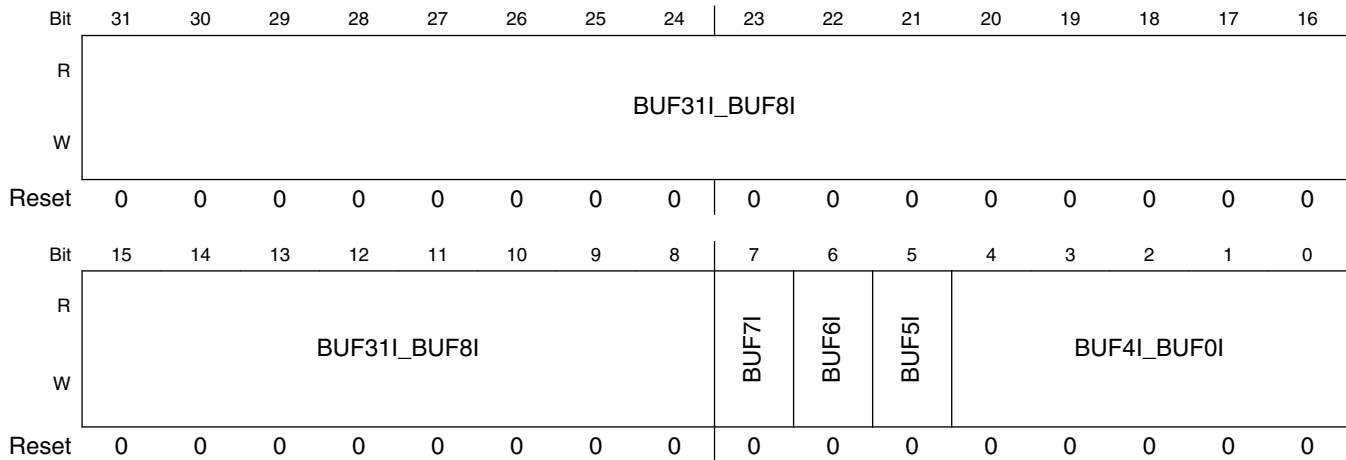 Bit 31 30 29 28 27 26 25 24 23 22 21 20 19 18 17 16
R
BUF31I_BUF8I
W
Reset 0 0 0 0 0 0 0 0 0 0 0 0 0 0 0 0
Bit 15 14 13 12 11 10 9 8 7 6 5 4 3 2 1 0
R
BUF31I_BUF8I BUF7I BUF6I BUF5I BUF4I_BUF0I
W
Reset 0 0 0 0 0 0 0 0 0 0 0 0 0 0 0 0